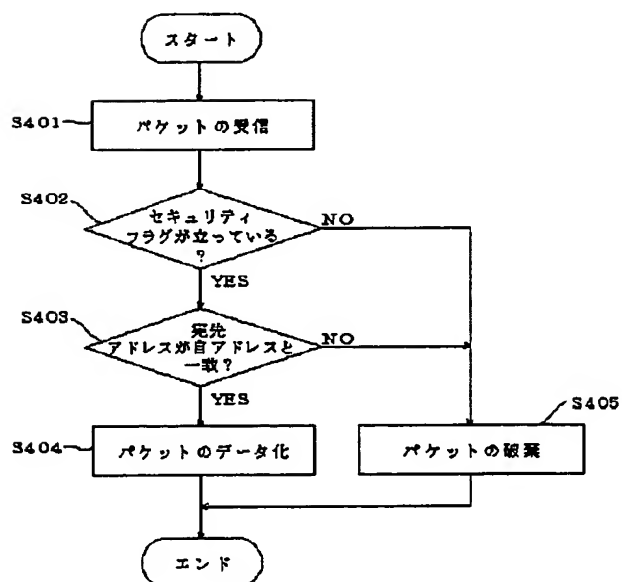 スタート
S401
パケットの受信
S402
セキュリティ
フラグが立っている
?
NO
YES
S403
宛先
アドレスが自アドレスと
一致?
NO
YES
S404
パケットのデータ化
S405
パケットの破棄
エンド